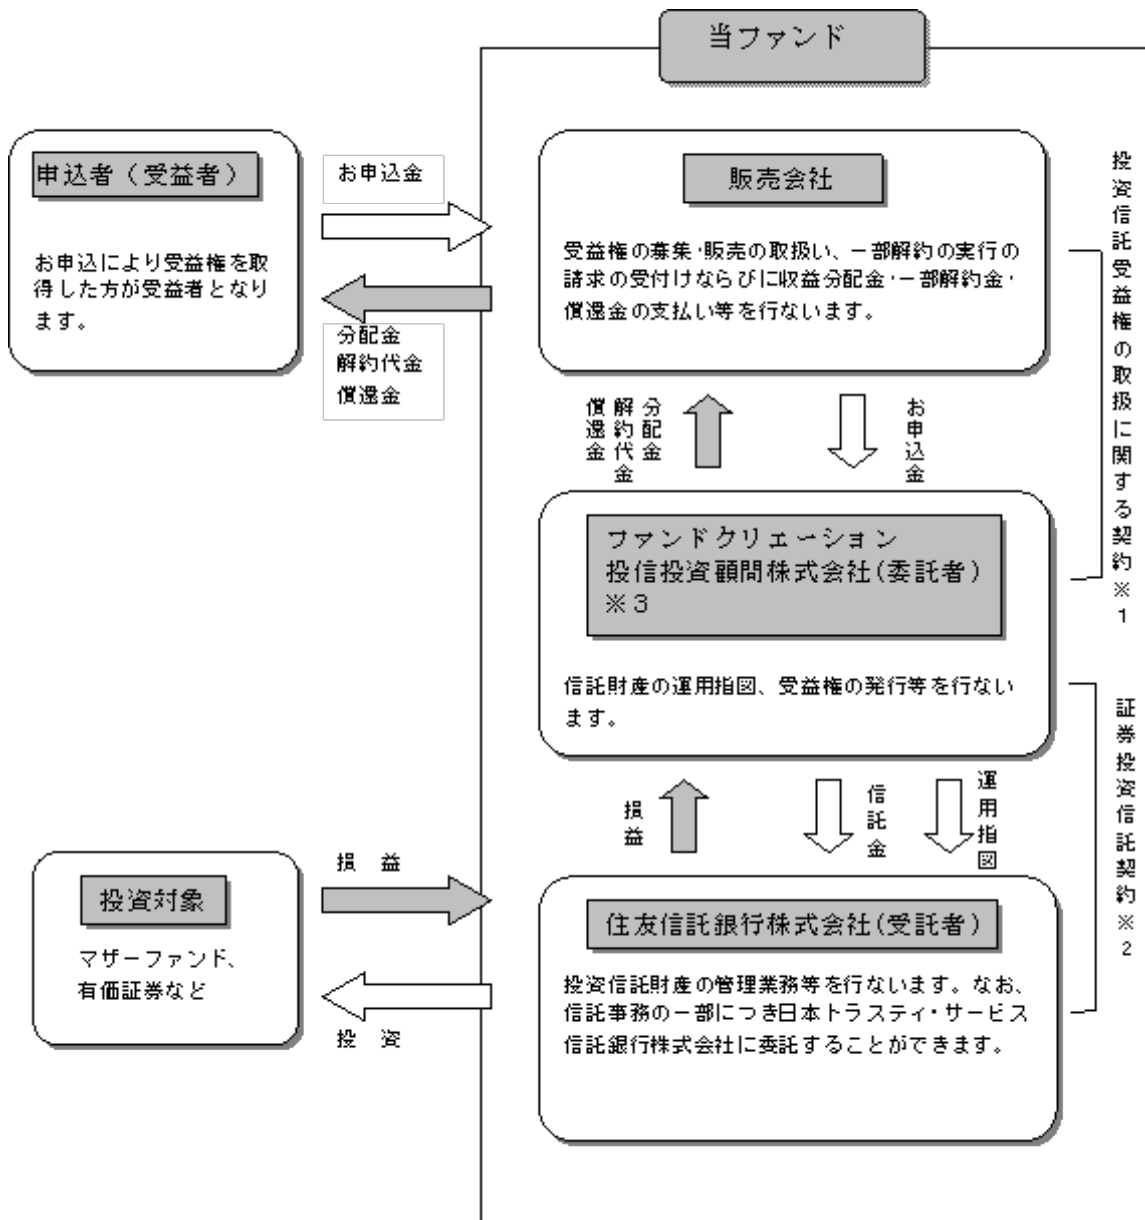 当ファンド
申込者（受益者）
お申込により受益権を取
得した方が受益者となり
ます。
お申込金
分配金
解約代金
償還金
販売会社
受益権の募集・販売の取扱い、一部解約の実行の
請求の受付けならびに収益分配金・一部解約金・
償還金の支払い等を行ないます。
分配金
解約代金
償還金
お申込金
投資信託受益権の取扱に関する契約※1
ファンドクリエーション
投信投資顧問株式会社(委託者)
※３
信託財産の運用指図、受益権の発行等を行ない
ます。
損益
信託金
運用指図
証券投資信託契約※2
投資対象
マザーファンド、
有価証券など
損　益
投　資
住友信託銀行株式会社(受託者)
投資信託財産の管理業務等を行ないます。なお、
信託事務の一部につき日本トラスティ・サービス
信託銀行株式会社に委託することができます。